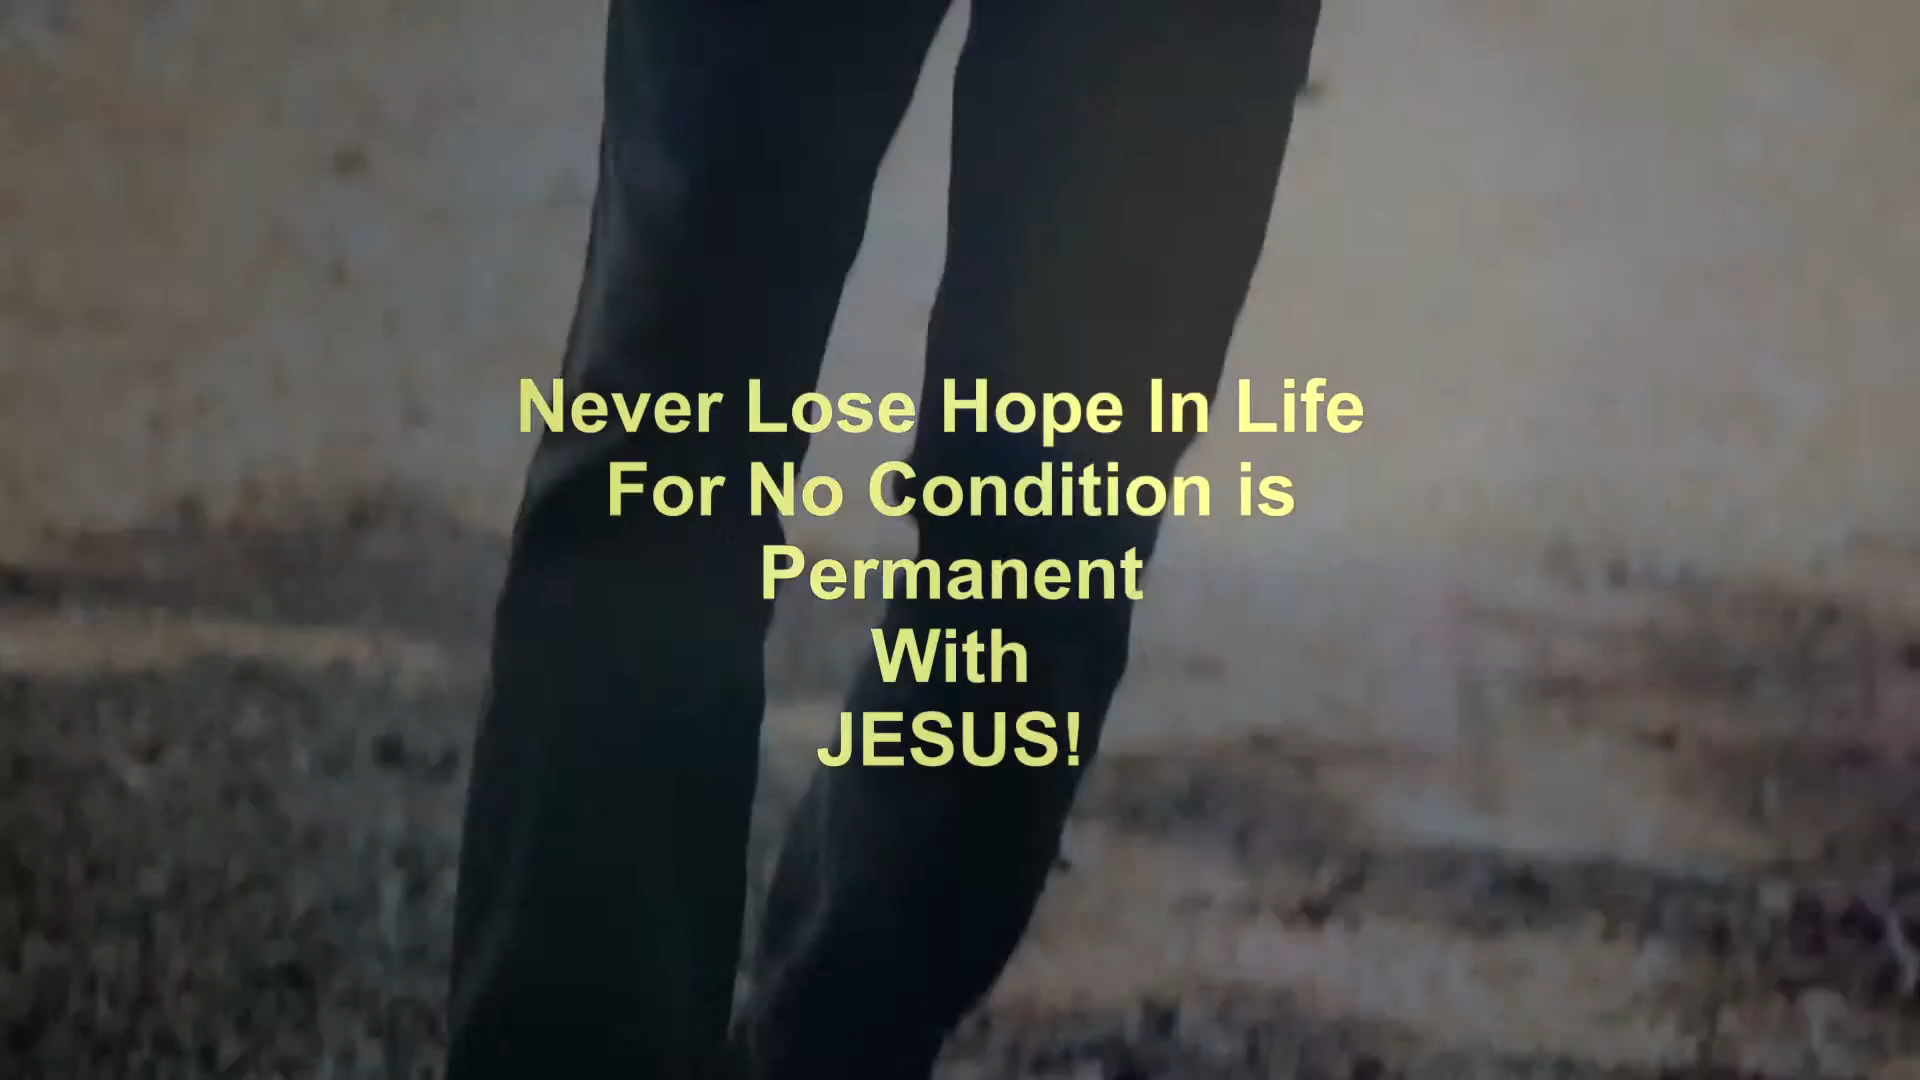 Never Lose Hope In Life
For No Condition is
Permanent
With
JESUS!